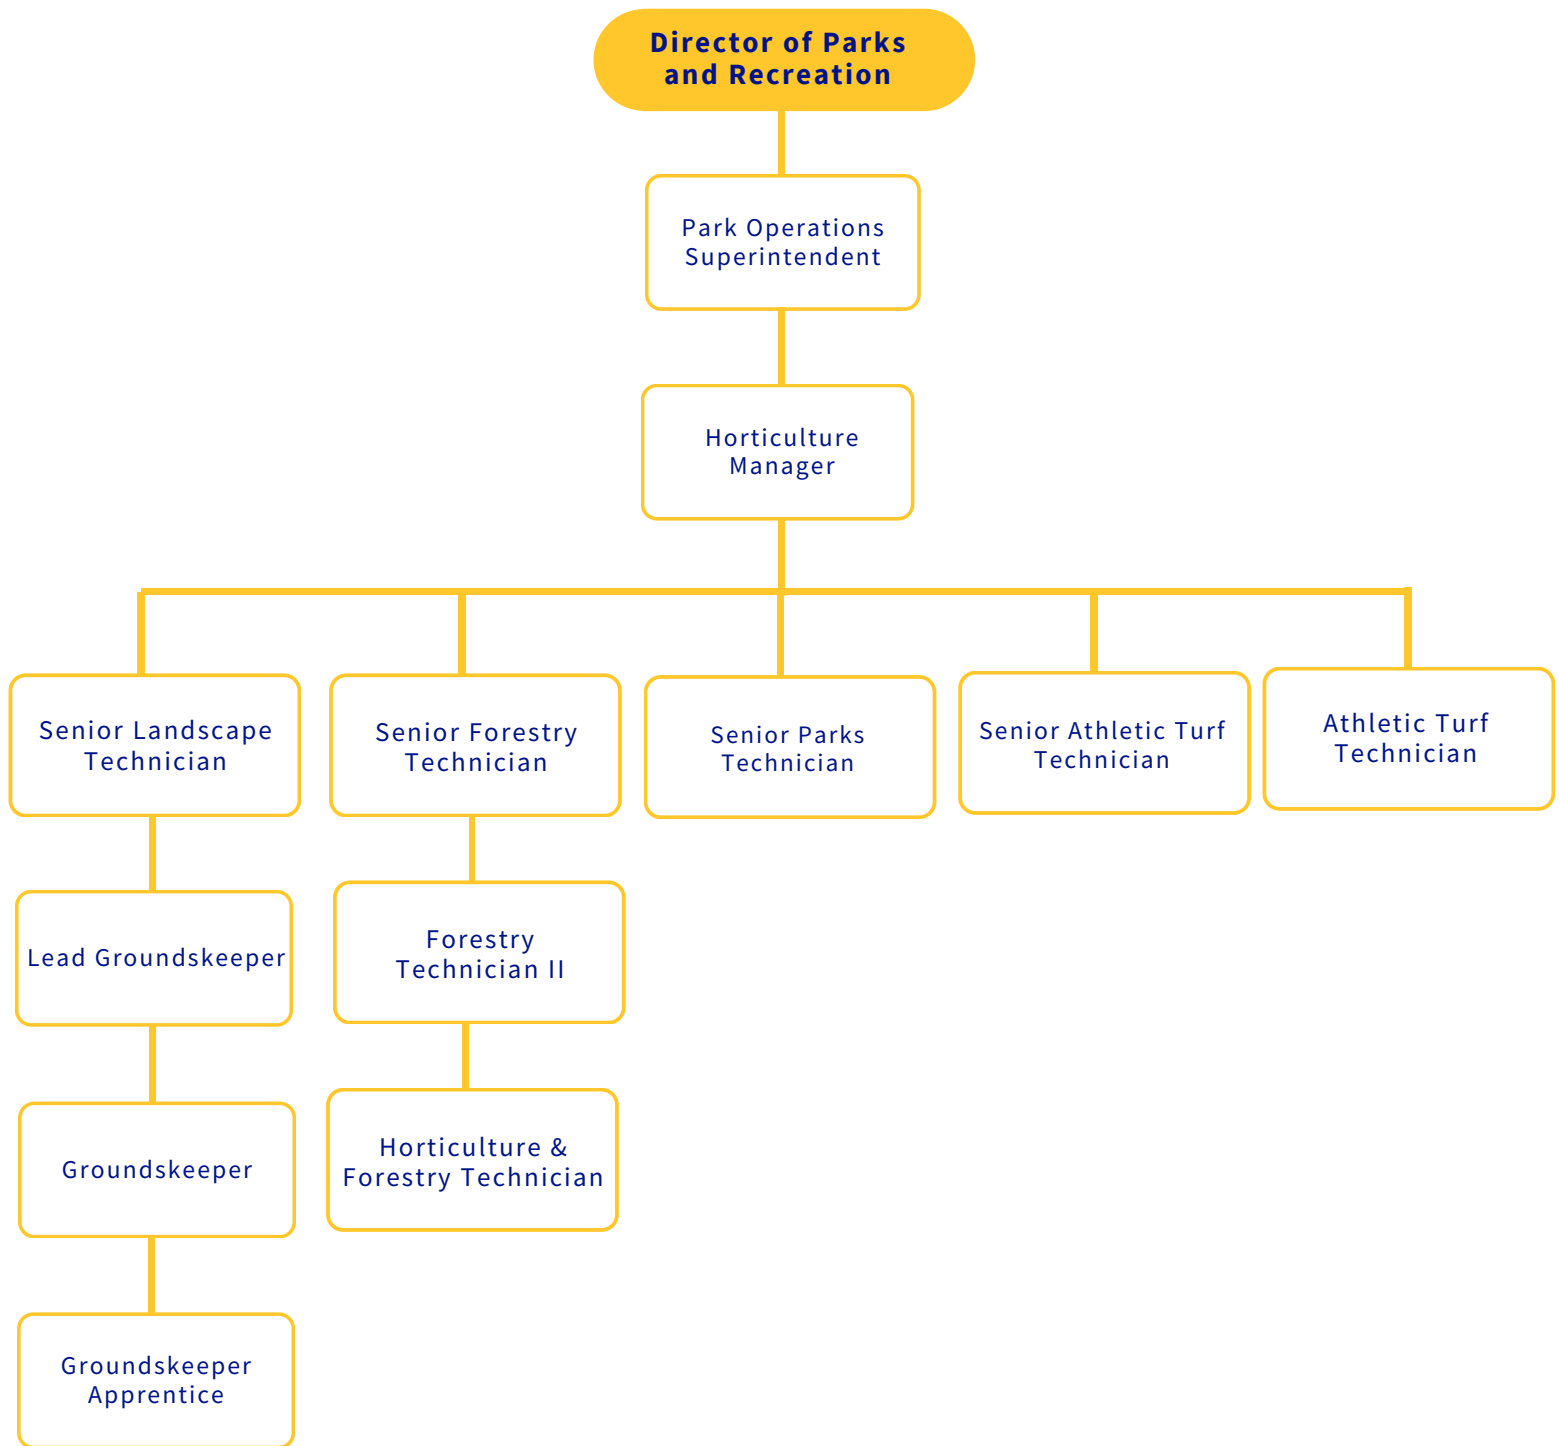 Director of Parks
and Recreation
Park Operations
Superintendent
Horticulture
Manager
Senior Landscape
Technician
Senior Forestry
Technician
Senior Parks
Technician
Senior Athletic Turf
Technician
Athletic Turf
Technician
Lead Groundskeeper
Forestry
Technician II
Groundskeeper
Horticulture &
Forestry Technician
Groundskeeper
Apprentice